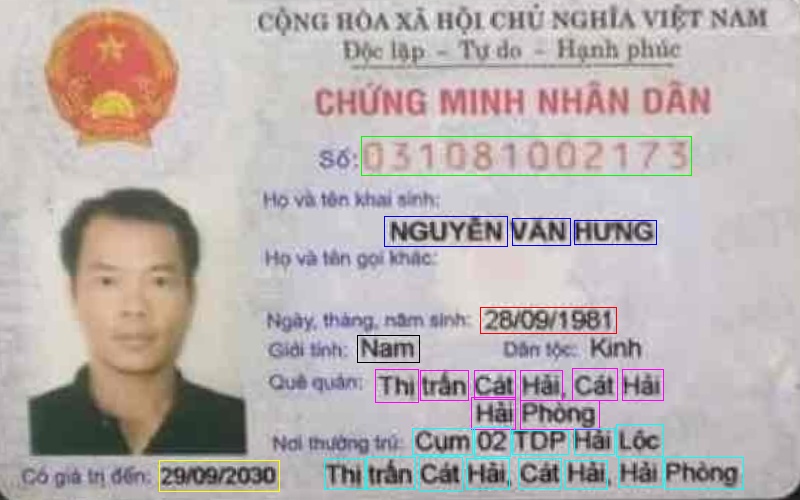 CỘNG HÒA XÃ HỘI CHỦ NGHĨA VIỆT NAM
Độc lập - Tự do - Hạnh phúc
CHỨNG MINH NHÂN DÂN
Số: 031081002173
Họ và tên khai sinh:
NGUYỄN VĂN HƯNG
Họ và tên gọi khác:
Ngày, tháng, năm sinh: 28/09/1981
Giới tính: Nam Dân tộc: Kinh
Quê quán: Thị trấn Cát Hải, Cát Hải
Hải Phòng
Nơi thường trú: Cụm 02 TDP Hải Lộc
Có giá trị đến: 29/09/2030 Thị trấn Cát Hải, Cát Hải, Hải Phòng